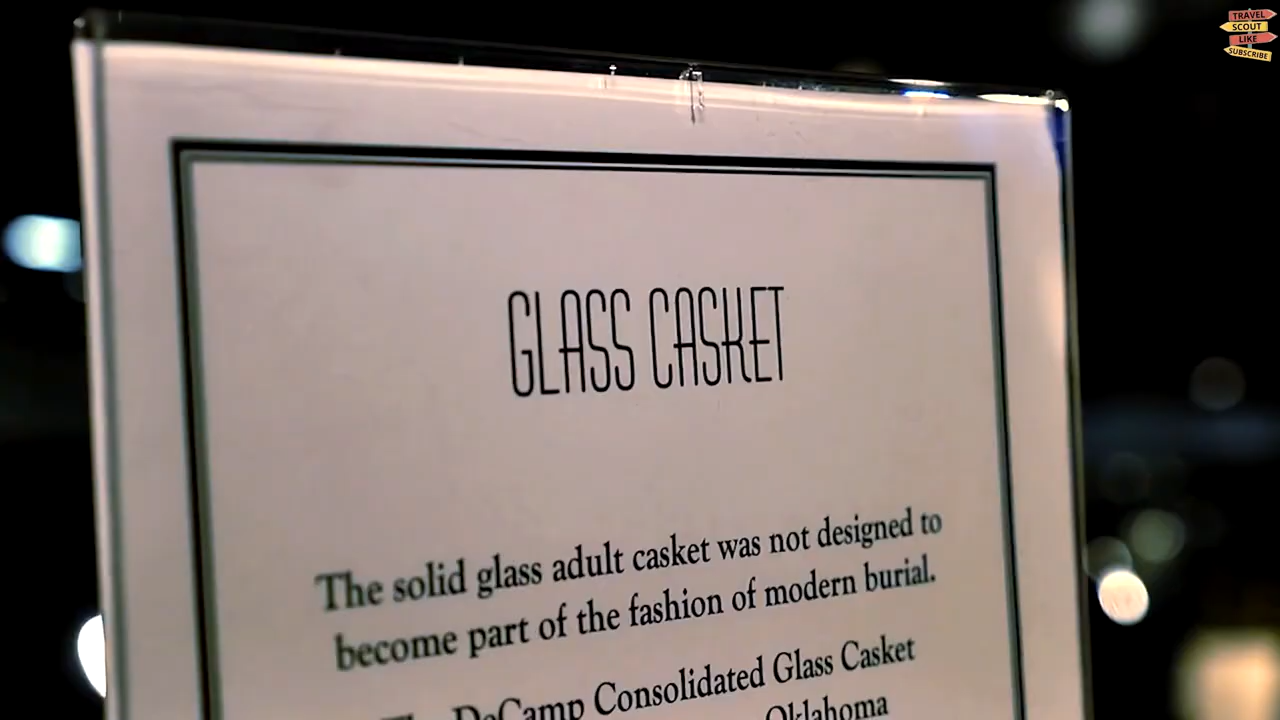 TRAVEL
SCOUT
LIKE
SUBSCRIBE
GLASS CASKET
The solid glass adult casket was not designed to
become part of the fashion of modern burial.
The DeCamp Consolidated Glass Casket
Oklahoma